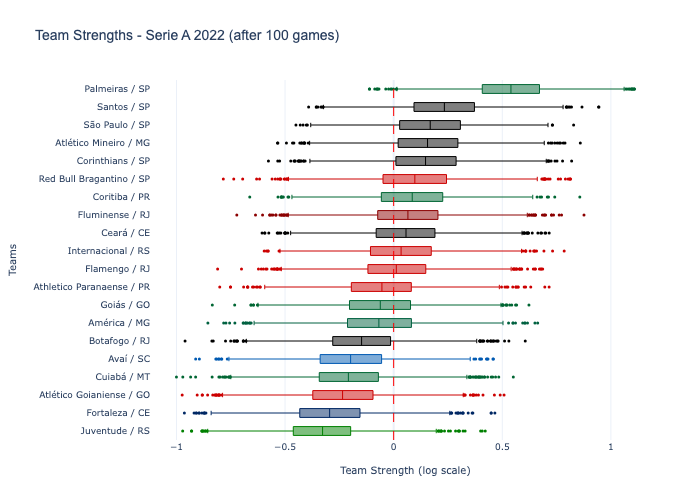 Team Strengths - Serie A 2022 (after 100 games)
Palmeiras / SP
Santos / SP
São Paulo / SP
Atlético Mineiro / MG
Corinthians / SP
Red Bull Bragantino / SP
Coritiba / PR
Fluminense / RJ
Ceará / CE
Internacional / RS
Flamengo / RJ
Athletico Paranaense / PR
Goiás / GO
América / MG
Botafogo / RJ
Avaí / SC
Cuiabá / MT
Atlético Goianiense / GO
Fortaleza / CE
Juventude / RS
Teams
−1 −0.5 0 0.5 1
Team Strength (log scale)